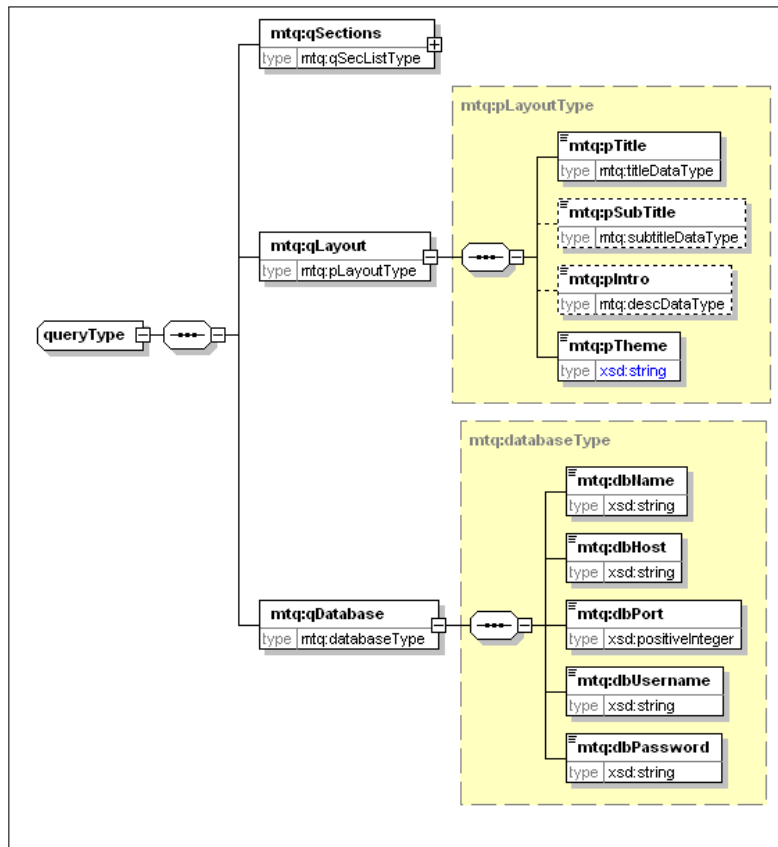 mtq:qSections
type mtq:qSecListType
mtq:pLayoutType
mtq:pTitle
type mtq:titleDataType
mtq:pSubTitle
type mtq:subtitleDataType
mtq:qLayout
type mtq:pLayoutType
mtq:pIntro
type mtq:descDataType
queryType
mtq:pTheme
type xsd:string
mtq:databaseType
mtq:dbName
type xsd:string
mtq:dbHost
type xsd:string
mtq:qDatabase
type mtq:databaseType
mtq:dbPort
type xsd:positiveInteger
mtq:dbUsername
type xsd:string
mtq:dbPassword
type xsd:string